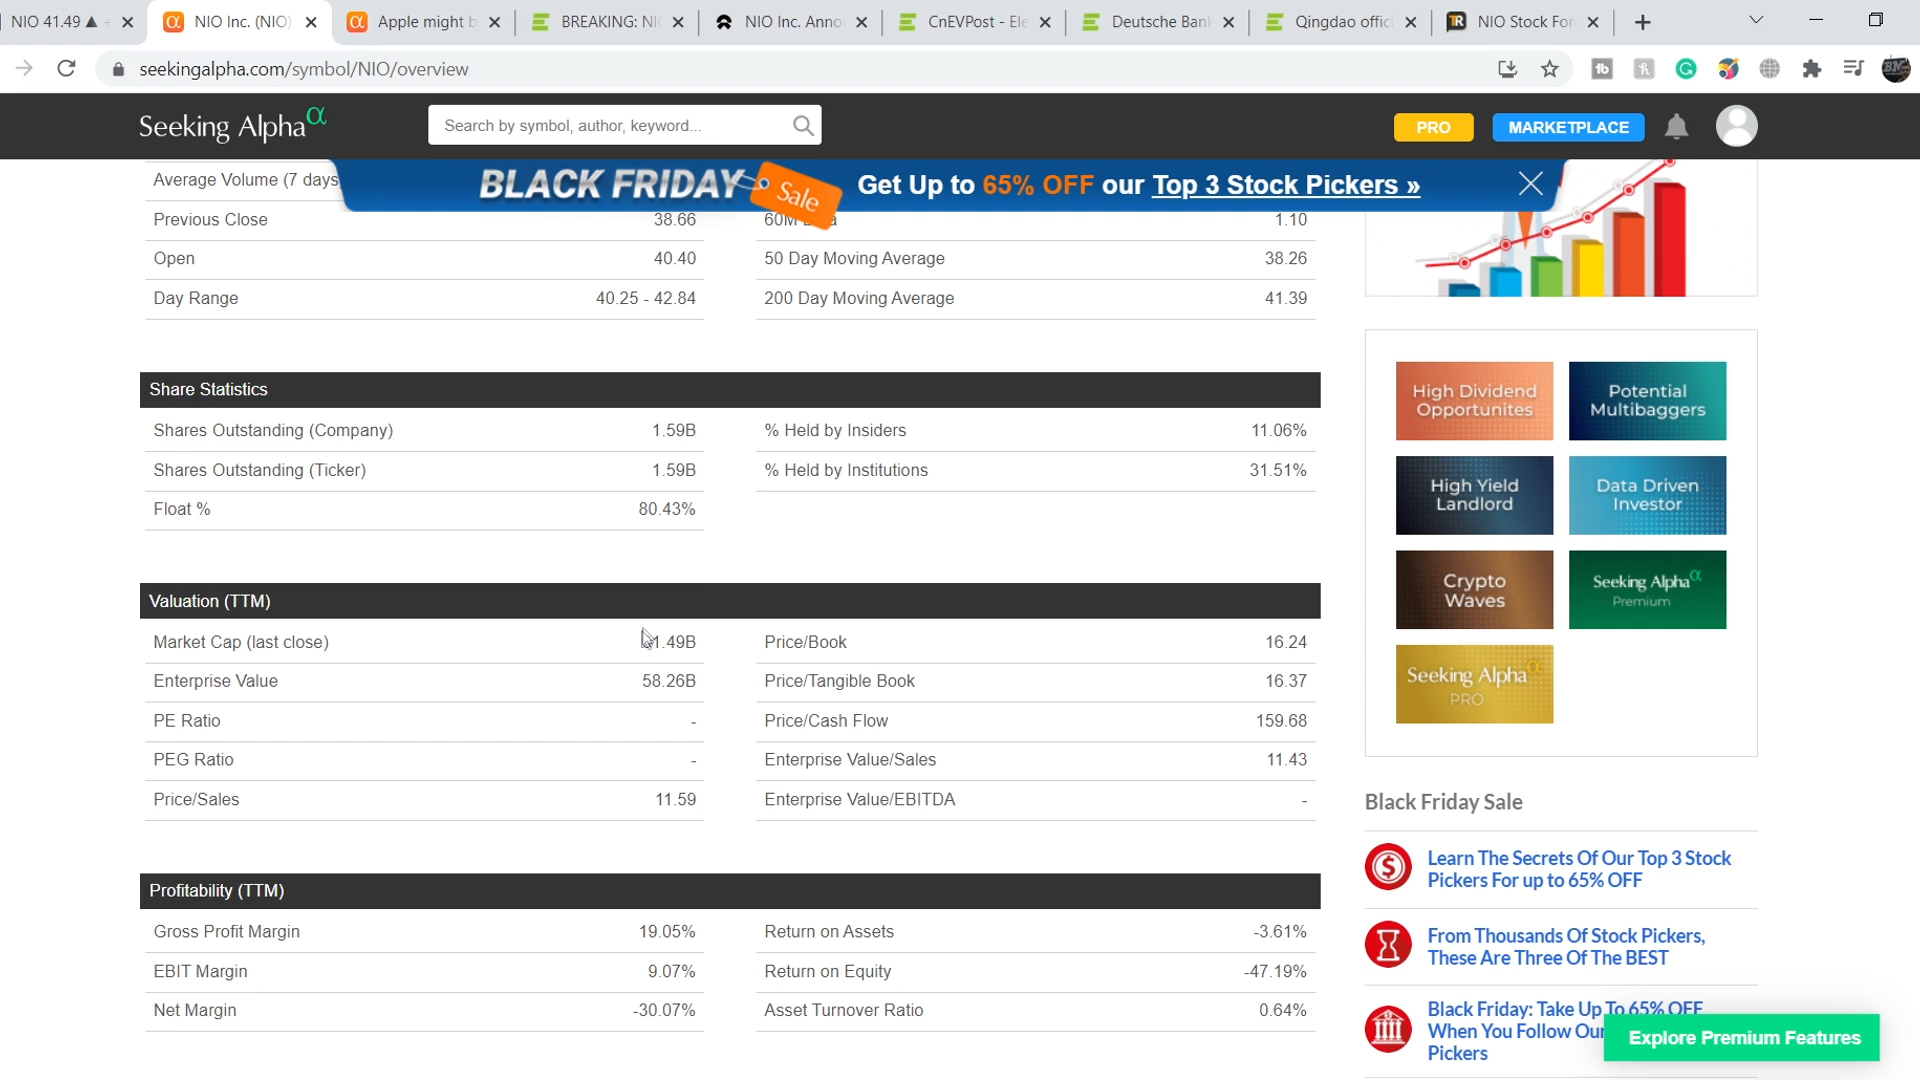 NIO 41.49 ▲
NIO Inc. (NIO)
Apple might b
BREAKING: NI
NIO Inc. Anno
CnEVPost - Ele
Deutsche Bank
Qingdao offici
NIO Stock For
seekingalpha.com/symbol/NIO/overview
Seeking Alpha α
Search by symbol, author, keyword...
PRO
MARKETPLACE
BLACK FRIDAY Sale Get Up to 65% OFF our Top 3 Stock Pickers »
Average Volume (7 days
Previous Close 38.66
60M 1.10
Open 40.40
50 Day Moving Average 38.26
Day Range 40.25 - 42.84
200 Day Moving Average 41.39
Share Statistics
Shares Outstanding (Company) 1.59B
% Held by Insiders 11.06%
Shares Outstanding (Ticker) 1.59B
% Held by Institutions 31.51%
Float % 80.43%
Valuation (TTM)
Market Cap (last close) 1.49B
Price/Book 16.24
Enterprise Value 58.26B
Price/Tangible Book 16.37
PE Ratio -
Price/Cash Flow 159.68
PEG Ratio -
Enterprise Value/Sales 11.43
Price/Sales 11.59
Enterprise Value/EBITDA -
Profitability (TTM)
Gross Profit Margin 19.05%
Return on Assets -3.61%
EBIT Margin 9.07%
Return on Equity -47.19%
Net Margin -30.07%
Asset Turnover Ratio 0.64%
High Dividend
Opportunites
Potential
Multibaggers
High Yield
Landlord
Data Driven
Investor
Crypto
Waves
Seeking Alpha α
Premium
Seeking Alpha α
PRO
Black Friday Sale
Learn The Secrets Of Our Top 3 Stock
Pickers For up to 65% OFF
From Thousands Of Stock Pickers,
These Are Three Of The BEST
Black Friday: Take Up To 65% OFF
When You Follow Our
Pickers
Explore Premium Features